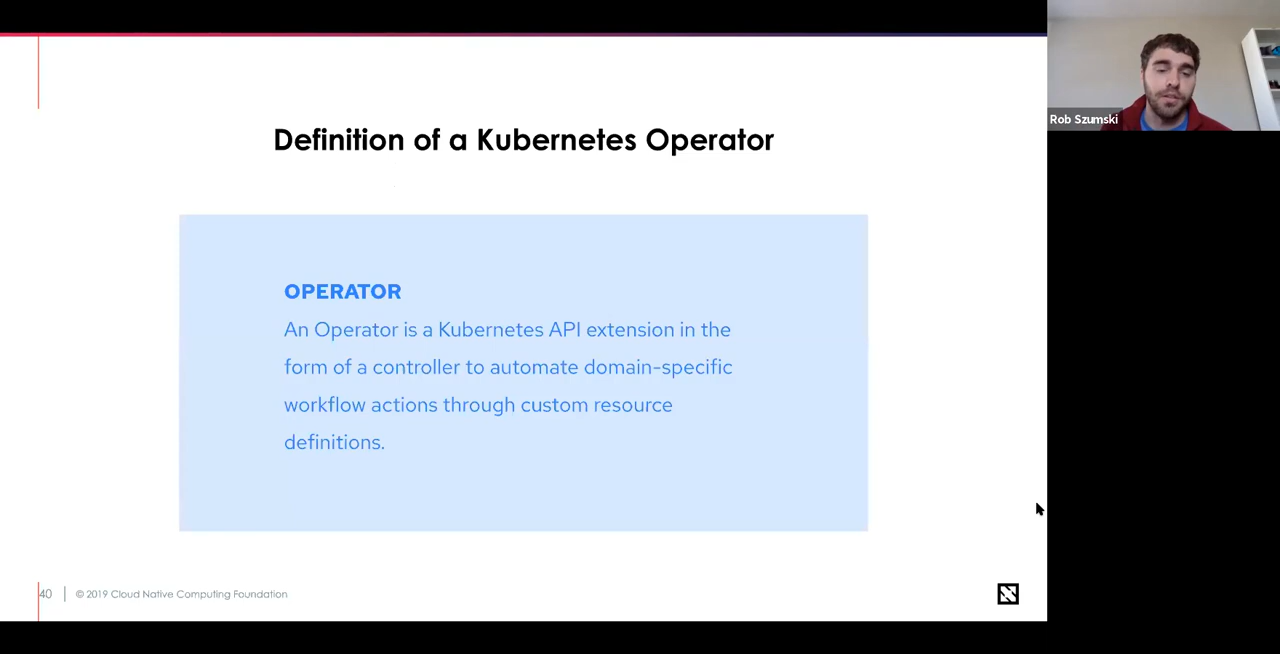 Definition of a Kubernetes Operator
OPERATOR
An Operator is a Kubernetes API extension in the
form of a controller to automate domain-specific
workflow actions through custom resource
definitions.
40
© 2019 Cloud Native Computing Foundation
Rob Szumski